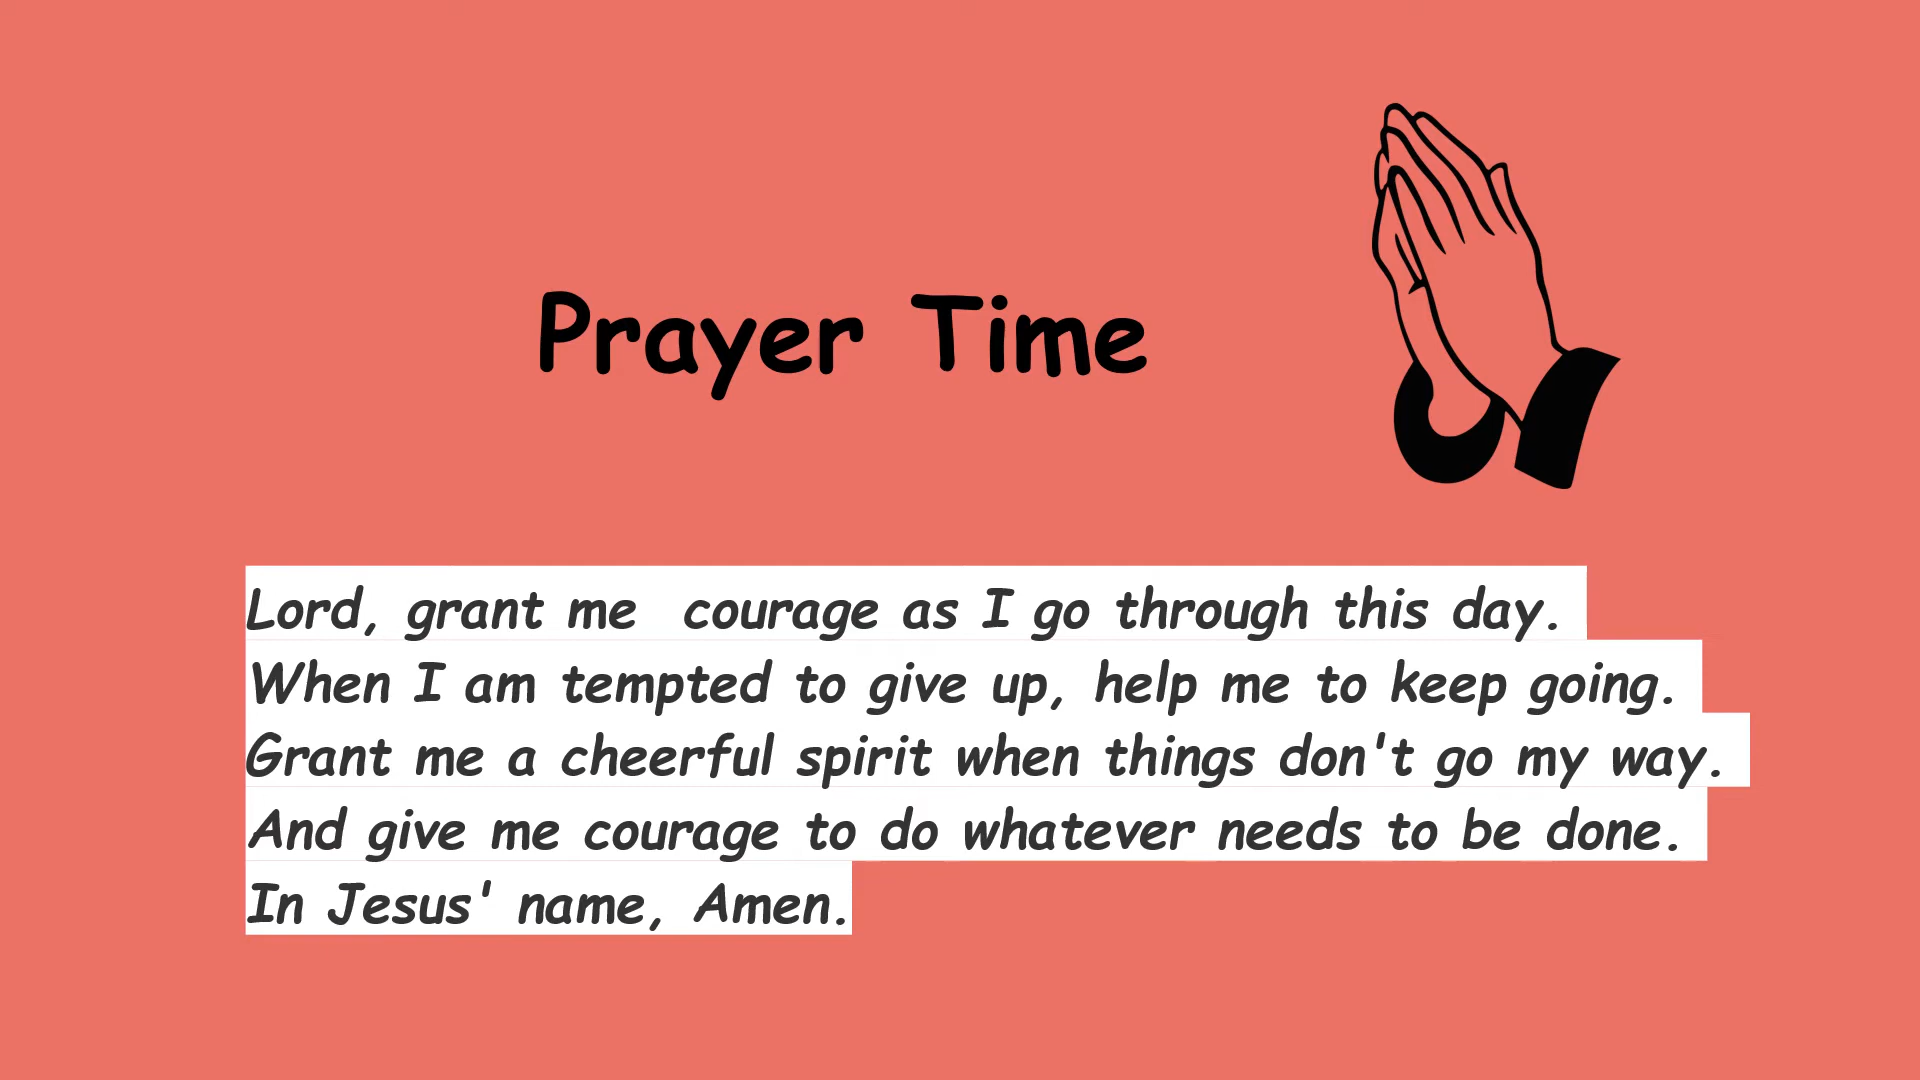 Prayer Time
Lord, grant me  courage as I go through this day.
When I am tempted to give up, help me to keep going.
Grant me a cheerful spirit when things don't go my way.
And give me courage to do whatever needs to be done.
In Jesus' name, Amen.